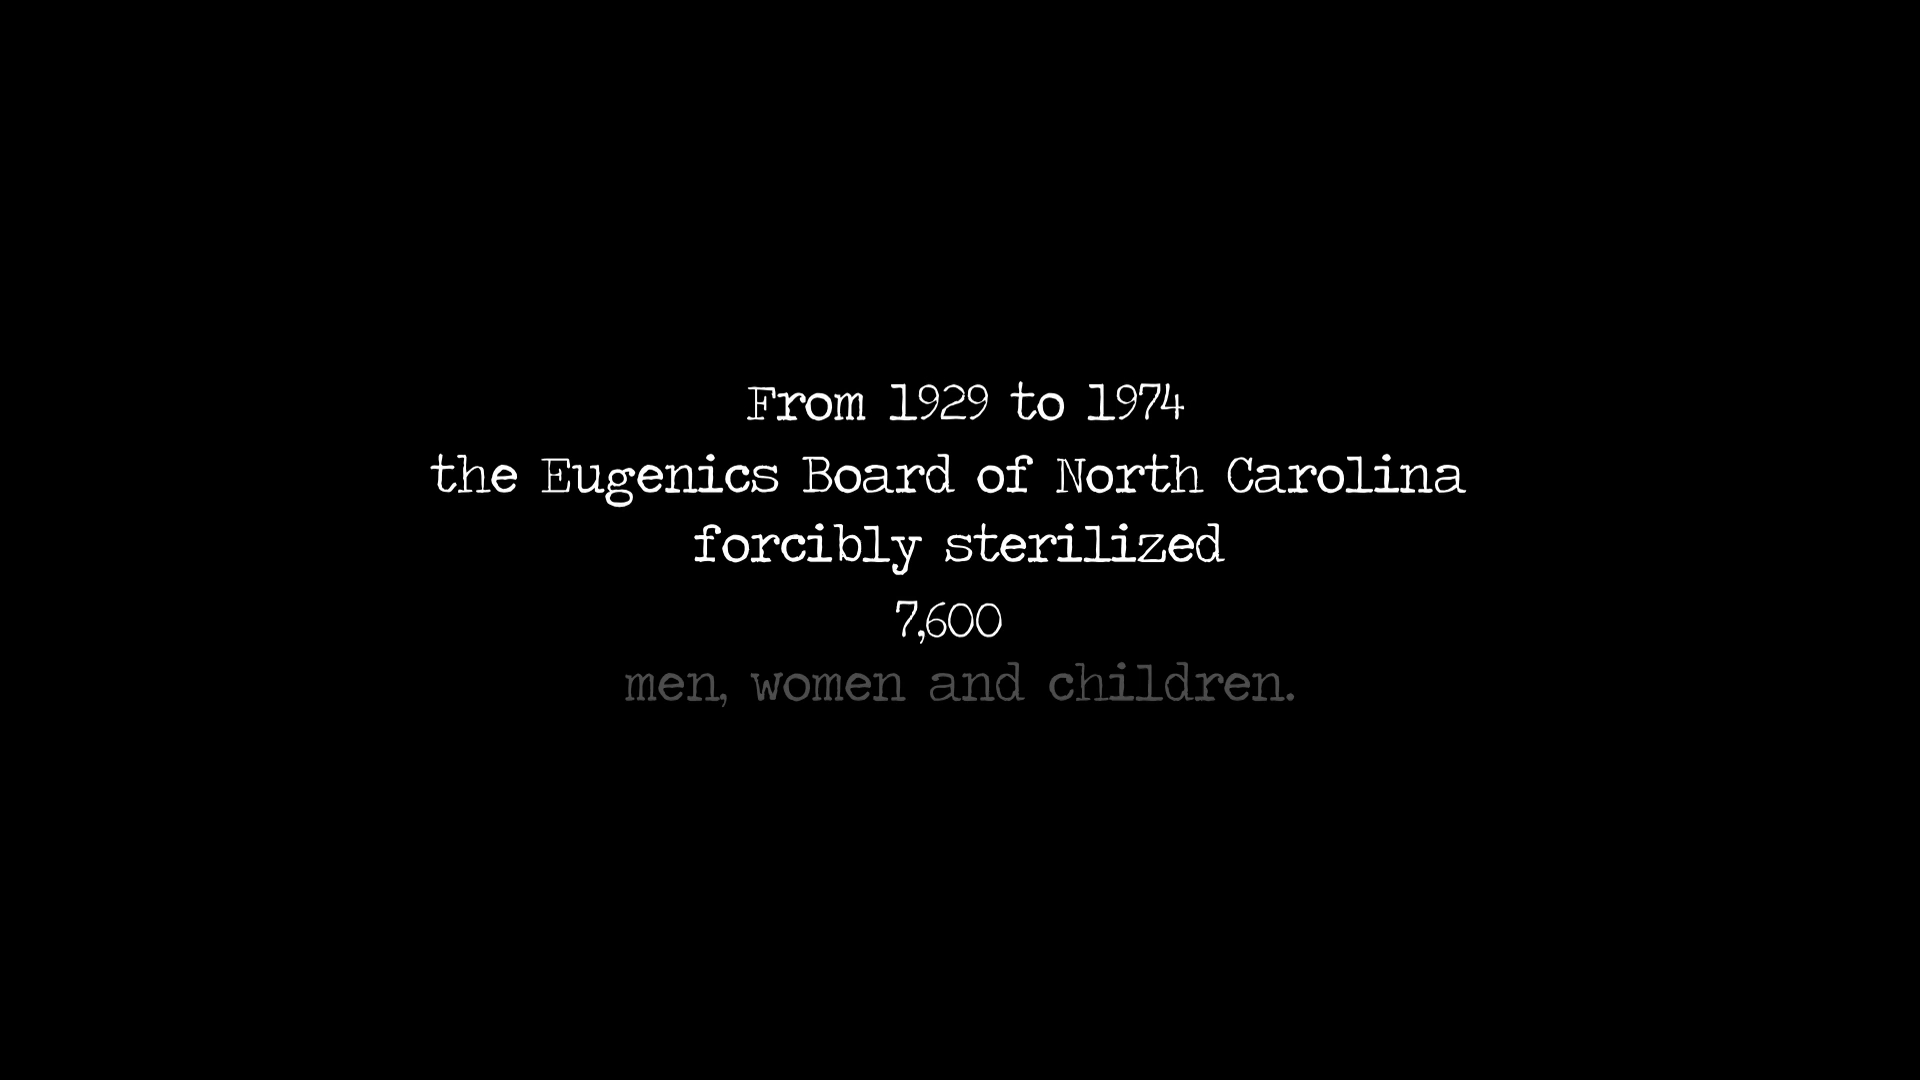 From 1929 to 1974
the Eugenics Board of North Carolina
forcibly sterilized
7,600
men, women and children.